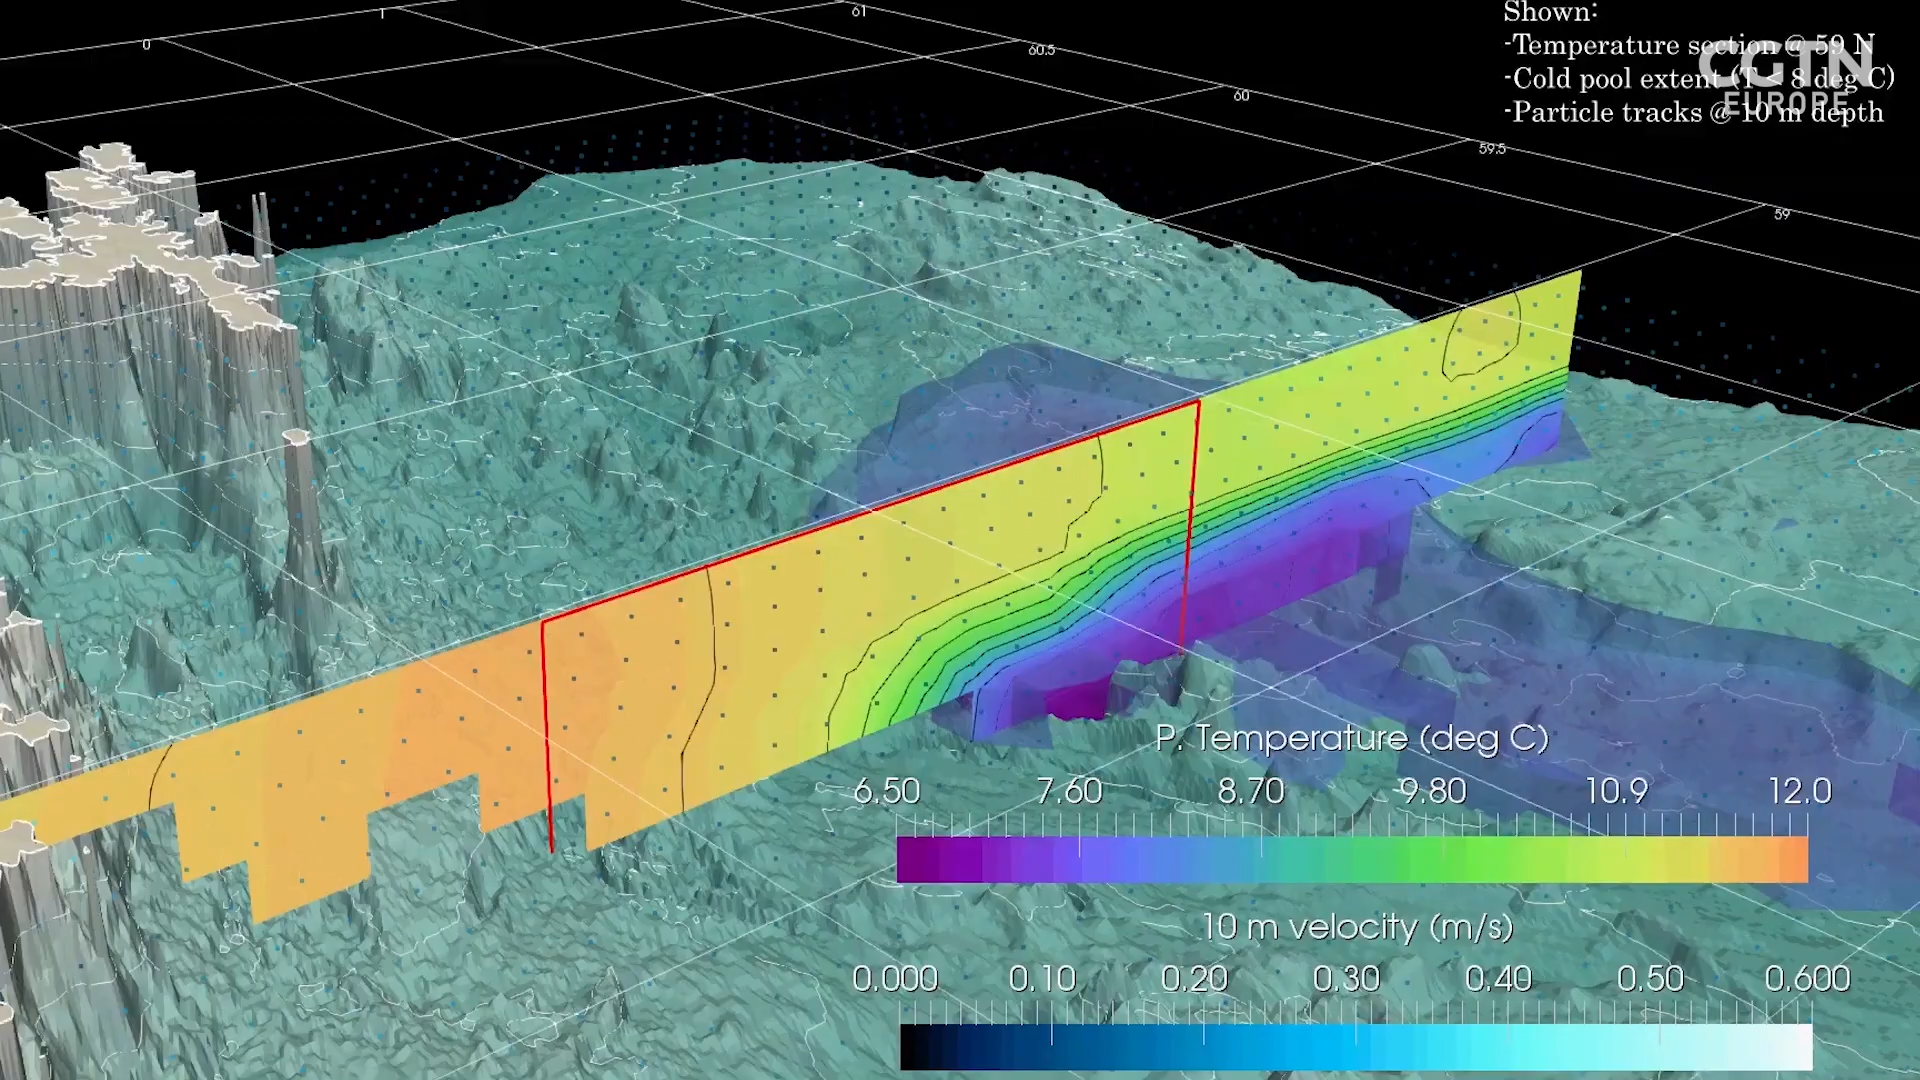 Shown:
-Temperature section @ 59 N
-Cold pool extent (T < 8 deg C)
-Particle tracks @ 10 m depth
CGTN
EUROPE
0
1
61
60.5
60
59.5
59
P. Temperature (deg C)
6.50 7.60 8.70 9.80 10.9 12.0
10 m velocity (m/s)
0.000 0.10 0.20 0.30 0.40 0.50 0.600